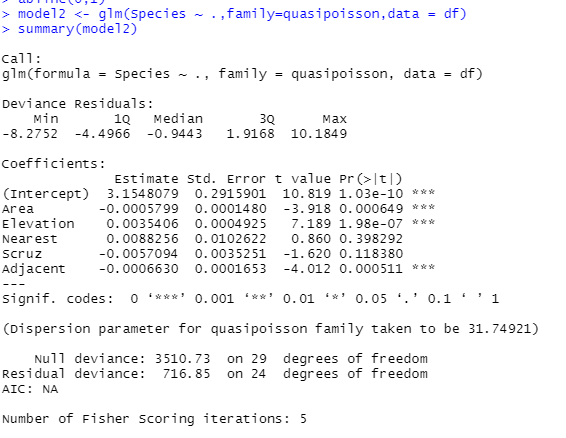 > model2 <- glm(Species ~ .,family=quasipoisson,data = df)
> summary(model2)
Call:
glm(formula = Species ~ ., family = quasipoisson, data = df)
Deviance Residuals:
Min 1Q Median 3Q Max
-8.2752 -4.4966 -0.9443 1.9168 10.1849
Coefficients:
Estimate Std. Error t value Pr(>|t|)
(Intercept) 3.1548079 0.2915901 10.819 1.03e-10 ***
Area -0.0005799 0.0001480 -3.918 0.000649 ***
Elevation 0.0035406 0.0004925 7.189 1.98e-07 ***
Nearest 0.0088256 0.0102622 0.860 0.398292
Scruz -0.0057094 0.0035251 -1.620 0.118380
Adjacent -0.0006630 0.0001653 -4.012 0.000511 ***
---
Signif. codes: 0 ‘***’ 0.001 ‘**’ 0.01 ‘*’ 0.05 ‘.’ 0.1 ‘ ’ 1
(Dispersion parameter for quasipoisson family taken to be 31.74921)
Null deviance: 3510.73 on 29 degrees of freedom
Residual deviance: 716.85 on 24 degrees of freedom
AIC: NA
Number of Fisher Scoring iterations: 5